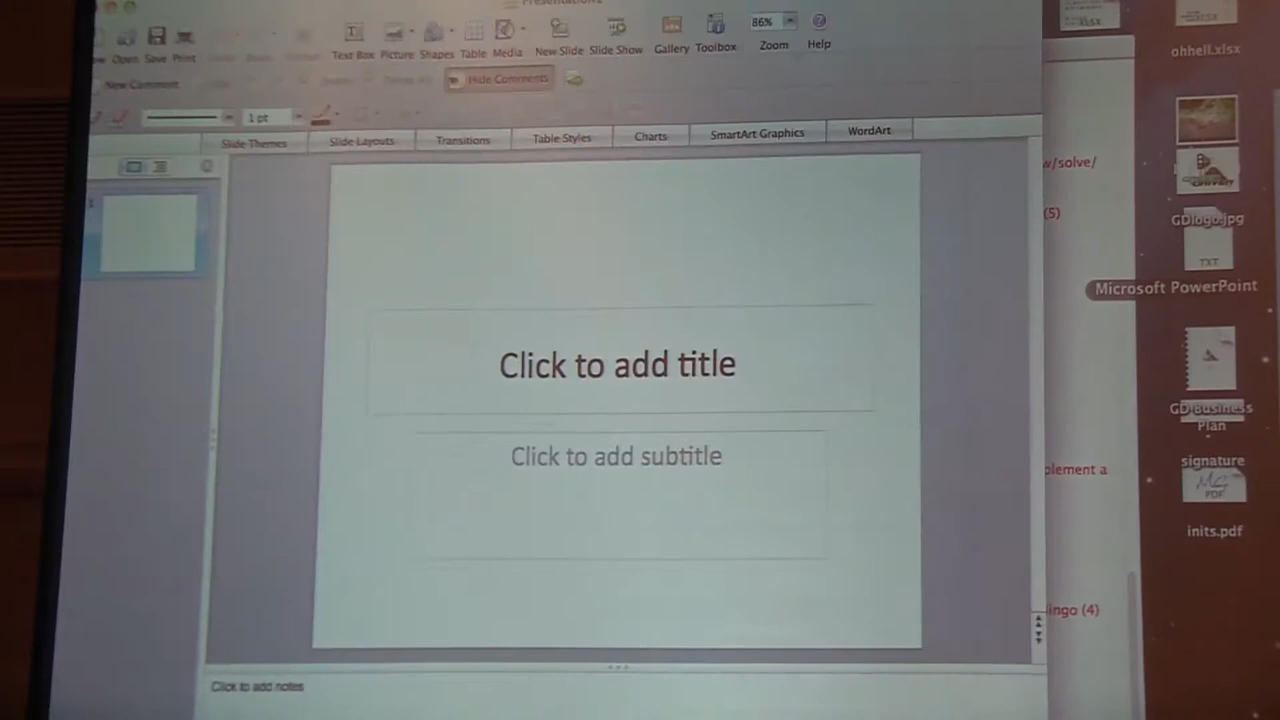 XLSX
XLSX
ohhell.xlsx
Open Save Print
Text Box Picture Shapes Table Media New Slide Slide Show Gallery Toolbox
86%
Zoom
Help
New Comment
Hide Comments
1 pt
Slide Themes Slide Layouts Transitions Table Styles Charts SmartArt Graphics WordArt
1
w/solve/
(5)
GDlogo.jpg
TXT
Microsoft PowerPoint
Click to add title
GD Business
Plan
Click to add subtitle
signature
plement a
PDF
inits.pdf
ingo (4)
Click to add notes